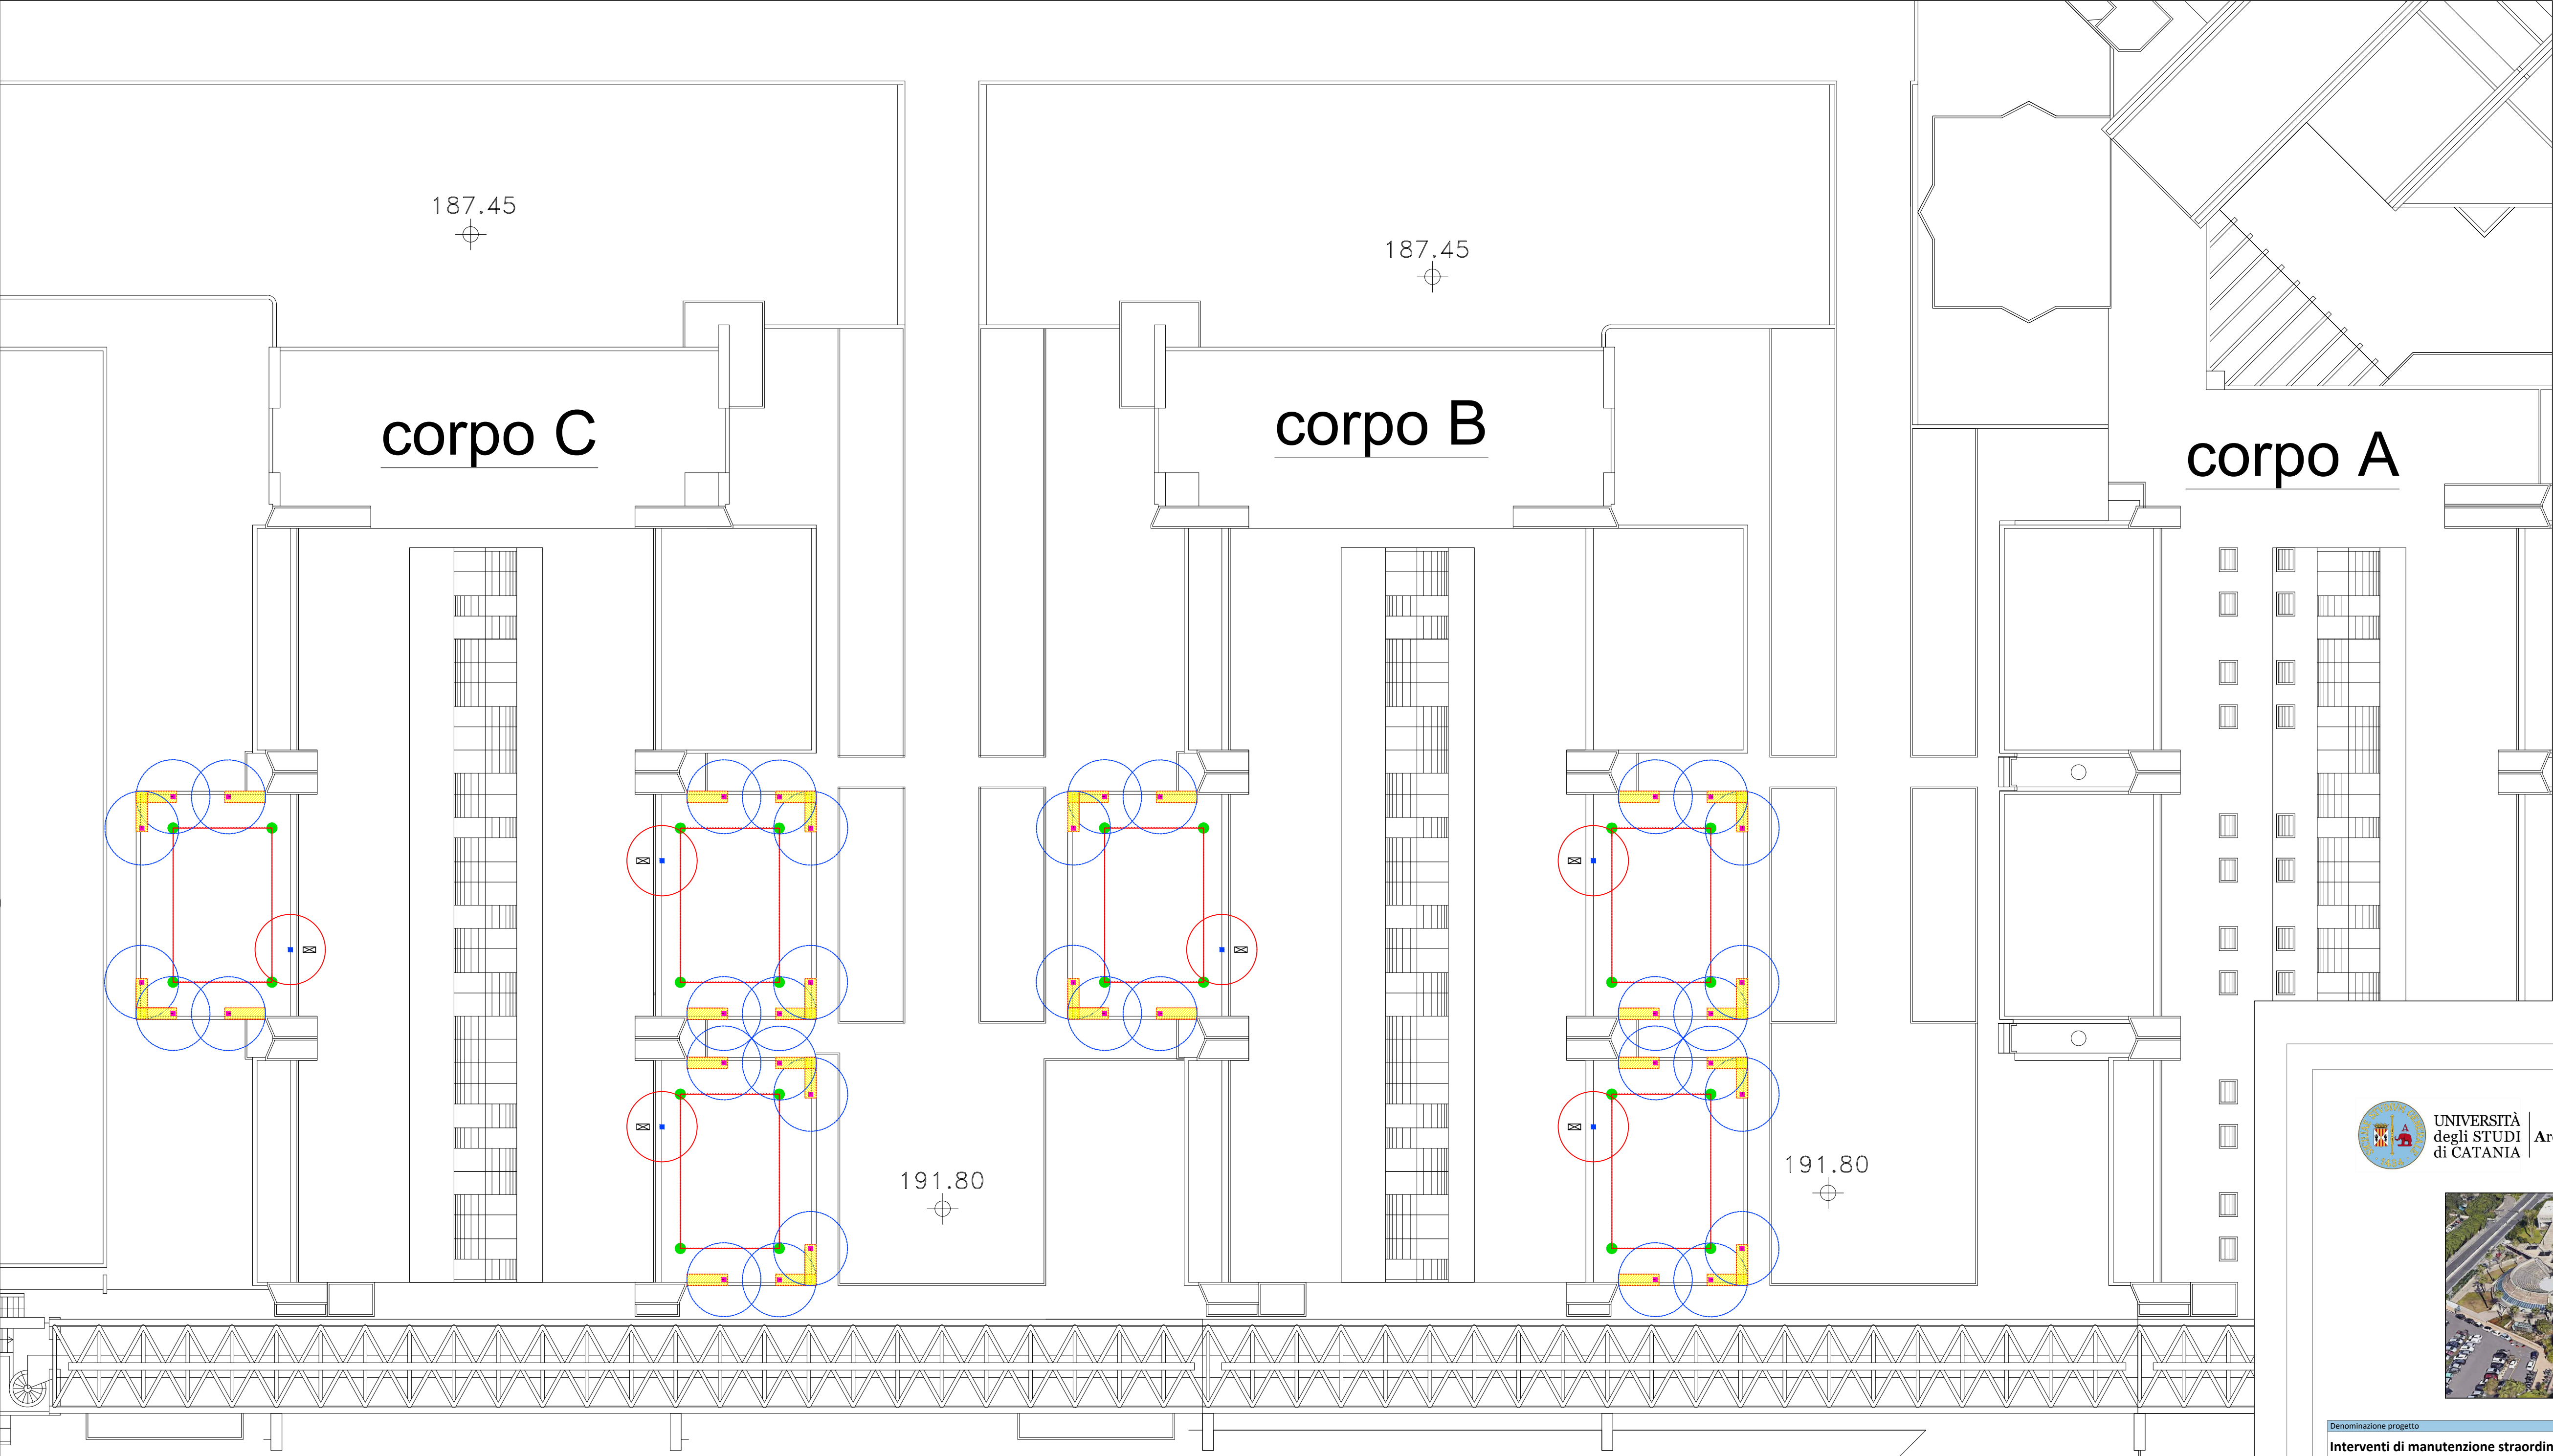 187.45
187.45
corpo C
corpo B
corpo A
191.80
191.80
UNIVERSITÀ
degli STUDI
di CATANIA
Denominazione progetto
Interventi di manutenzione